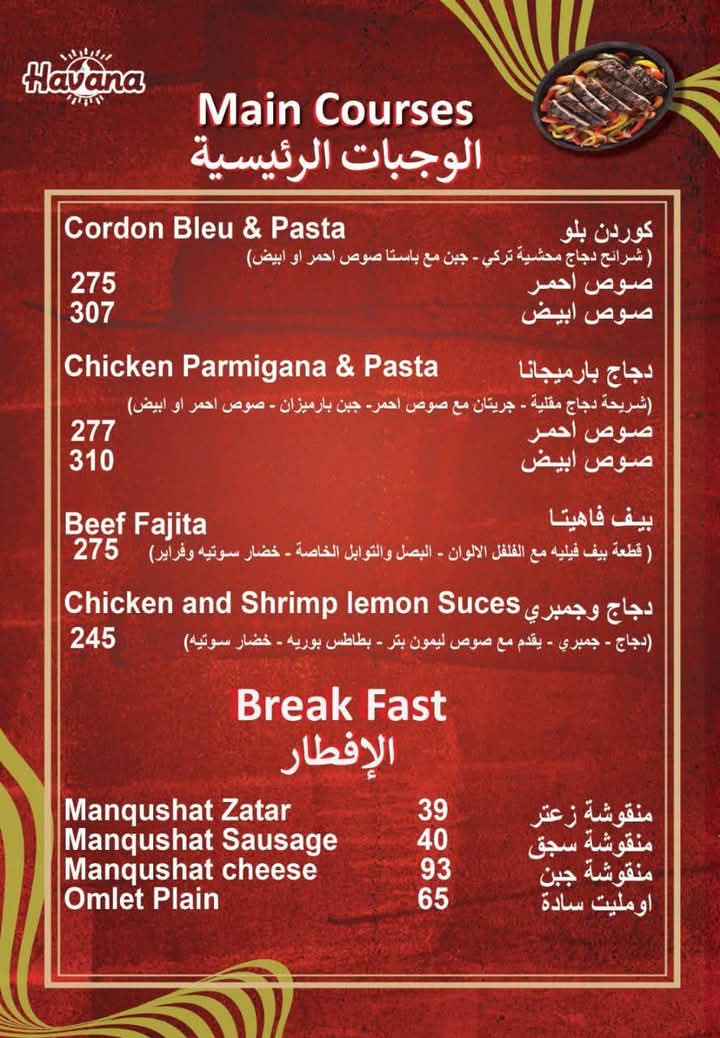 Havana
Main Courses
الوجبات الرئيسية
Cordon Bleu & Pasta كوردن بلو
( شرائح دجاج محشية تركي - جبن مع باستا صوص احمر او ابيض)
275 صوص احمر
307 صوص ابيض
Chicken Parmigana & Pasta دجاج بارميجانا
(شريحة دجاج مقلية - جريتان مع صوص احمر- جبن بارميزان - صوص احمر او ابيض)
277 صوص احمر
310 صوص ابيض
Beef Fajita بيف فاهيتا
275 ( قطعة بيف فيليه مع الفلفل الالوان - البصل والتوابل الخاصة - خضار سوتيه وفراير)
Chicken and Shrimp lemon Suces دجاج وجمبري
245 (دجاج - جمبري - يقدم مع صوص ليمون بتر - بطاطس بوريه - خضار سوتيه)
Break Fast
الإفطار
Manqushat Zatar 39 منقوشة زعتر
Manqushat Sausage 40 منقوشة سجق
Manqushat cheese 93 منقوشة جبن
Omlet Plain 65 اومليت سادة